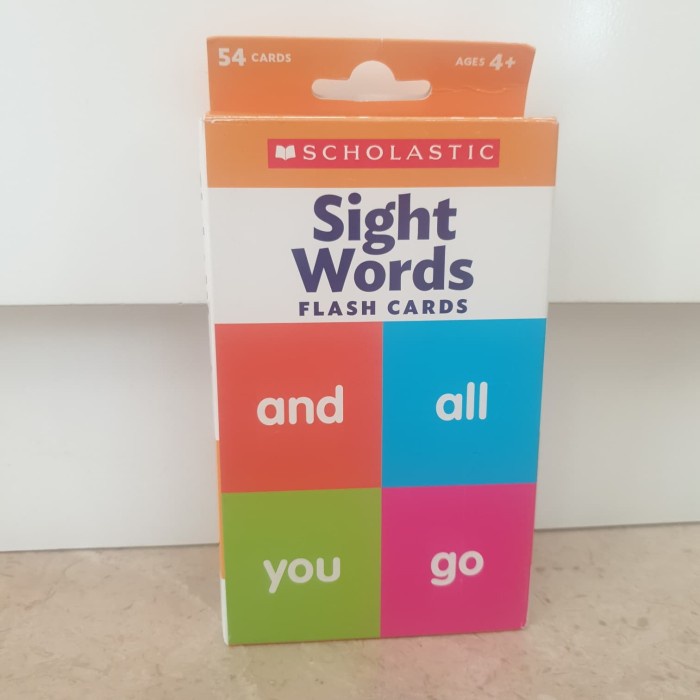 54 CARDS AGES 4+
SCHOLASTIC
Sight
Words
FLASH CARDS
and all
you go